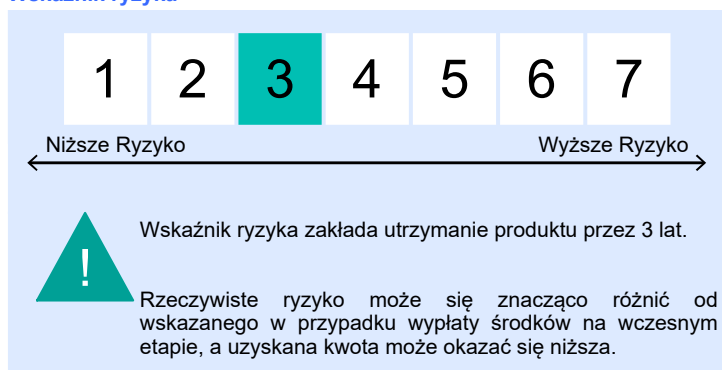 Wskaźnik ryzyka
1 2 3 4 5 6 7
Niższe Ryzyko Wyższe Ryzyko
!
Wskaźnik ryzyka zakłada utrzymanie produktu przez 3 lat.
Rzeczywiste ryzyko może się znacząco różnić od
wskazanego w przypadku wypłaty środków na wczesnym
etapie, a uzyskana kwota może okazać się niższa.